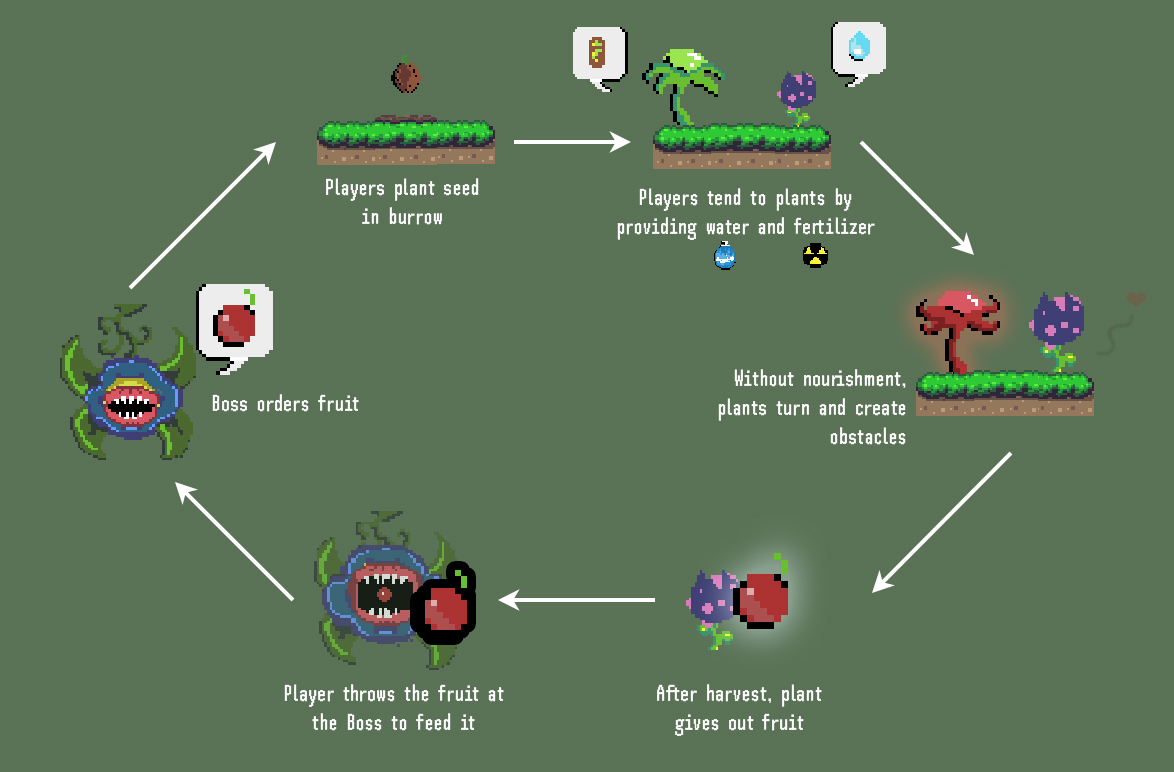 Players plant seed
in burrow
Players tend to plants by
providing water and fertilizer
Without nourishment,
plants turn and create
obstacles
Boss orders fruit
After harvest, plant
gives out fruit
Player throws the fruit at
the Boss to feed it